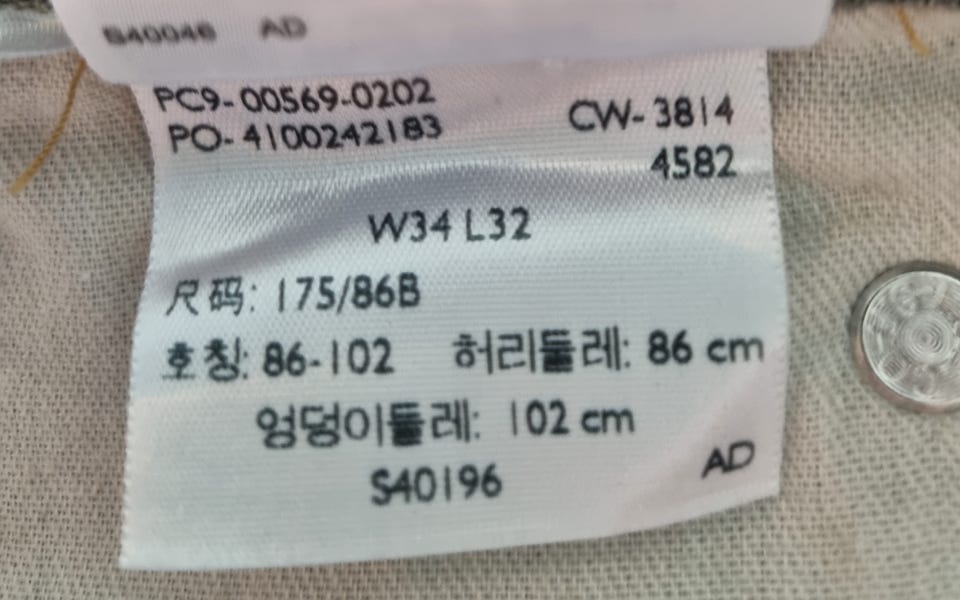 S40046 AD
PC9-00569-0202
PO-4100242183
CW-3814
4582
W34 L32
尺码: 175/86B
호칭: 86-102 허리둘레: 86 cm
엉덩이둘레: 102 cm
S40196
AD